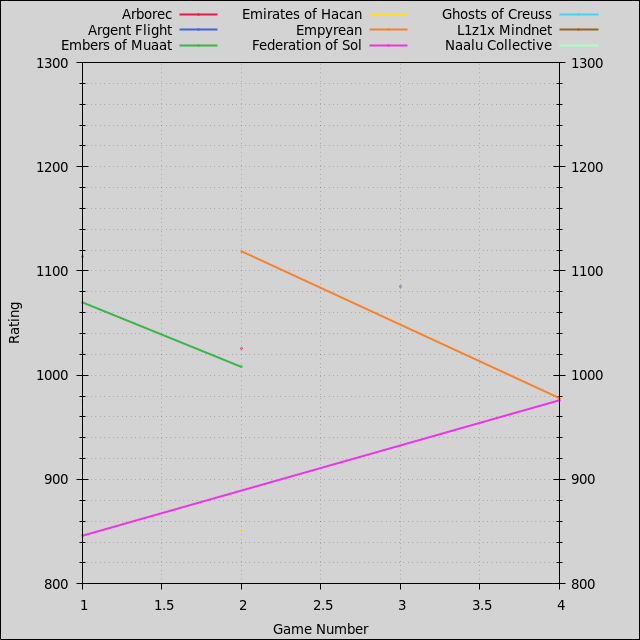 Arborec Emirates of Hacan Ghosts of Creuss
Argent Flight Empyrean L1z1x Mindnet
Embers of Muaat Federation of Sol Naalu Collective
1300 1300
1200 1200
1100 1100
Rating
1000 1000
900 900
800 800
1 1.5 2 2.5 3 3.5 4
Game Number